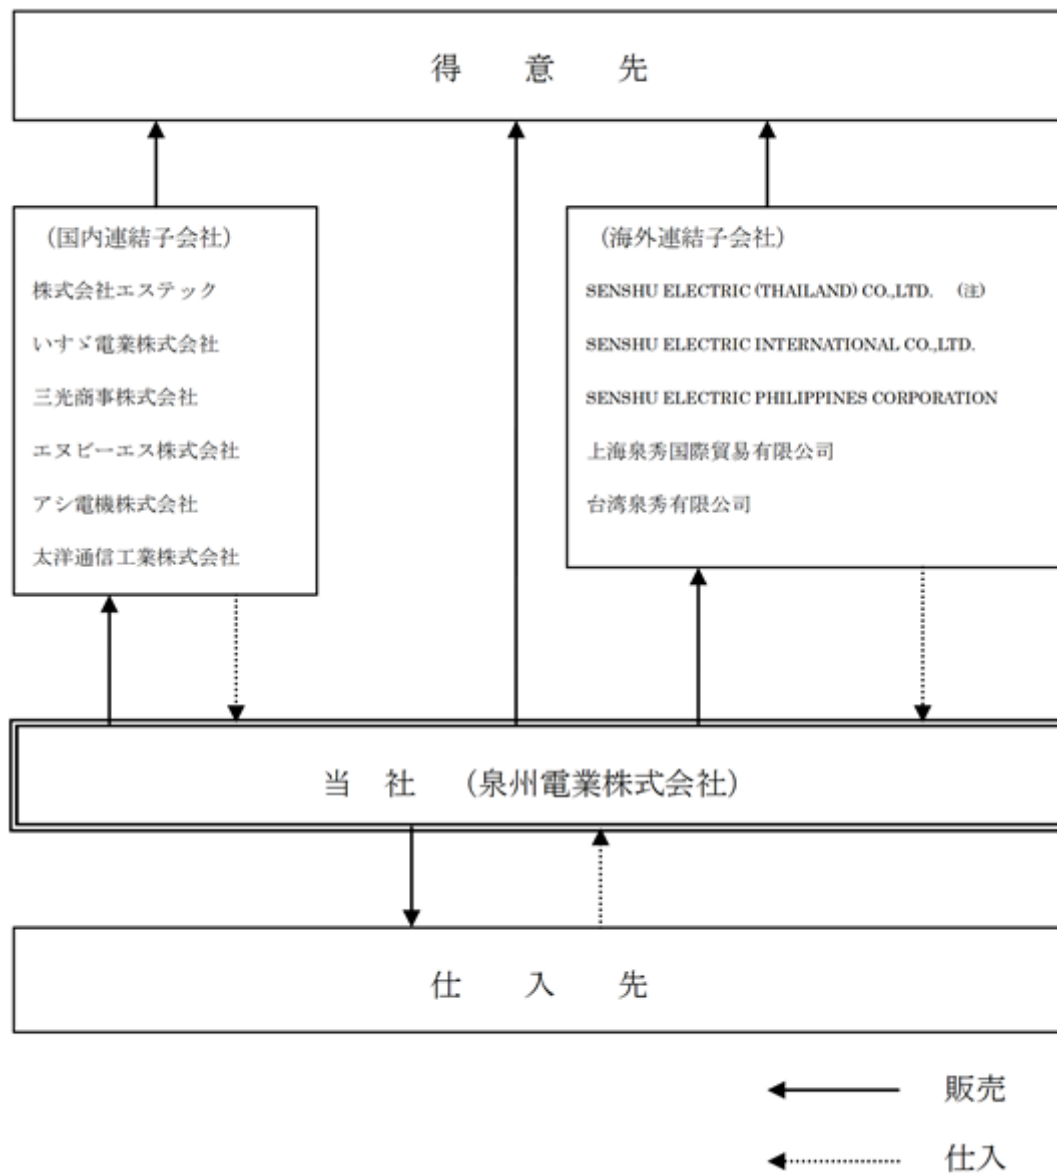 得 意 先
(国内連結子会社)
株式会社エステック
いすゞ電業株式会社
三光商事株式会社
エヌビーエス株式会社
アシ電機株式会社
太洋通信工業株式会社
(海外連結子会社)
SENSHU ELECTRIC (THAILAND) CO.,LTD. (注)
SENSHU ELECTRIC INTERNATIONAL CO.,LTD.
SENSHU ELECTRIC PHILIPPINES CORPORATION
上海泉秀国際貿易有限公司
台湾泉秀有限公司
当 社 (泉州電業株式会社)
仕 入 先
販売
仕入